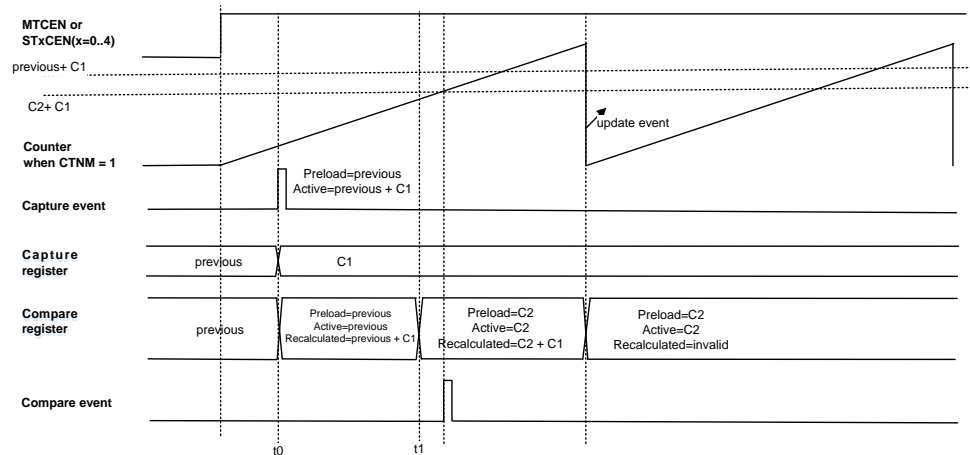 MTCEN or
STxCEN(x=0..4)
previous+ C1
C2+ C1
update event
Counter
when CTNM = 1
Preload=previous
Active=previous + C1
Capture event
Capture
register
previous
C1
Compare
register
previous
Preload=previous
Active=previous
Recalculated=previous + C1
Preload=C2
Active=C2
Recalculated=C2 + C1
Preload=C2
Active=C2
Recalculated=invalid
Compare event
t0
t1